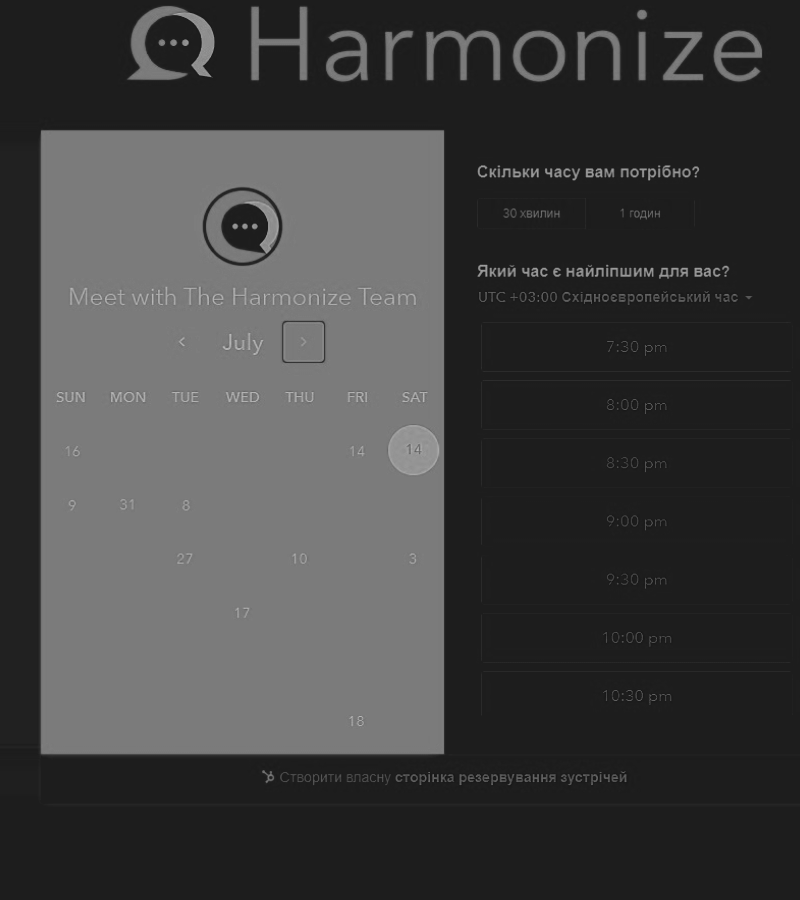 Harmonize
Meet with The Harmonize Team
July
SUN MON TUE WED THU FRI SAT
16 14 14
9 31 8
27 10 3
17
18
Скільки часу вам потрібно?
30 хвилин 1 годин
Який час є найліпшим для вас?
UTC +03:00 Східноєвропейський час
7:30 pm
8:00 pm
8:30 pm
9:00 pm
9:30 pm
10:00 pm
10:30 pm
Створити власну сторінка резервування зустрічей